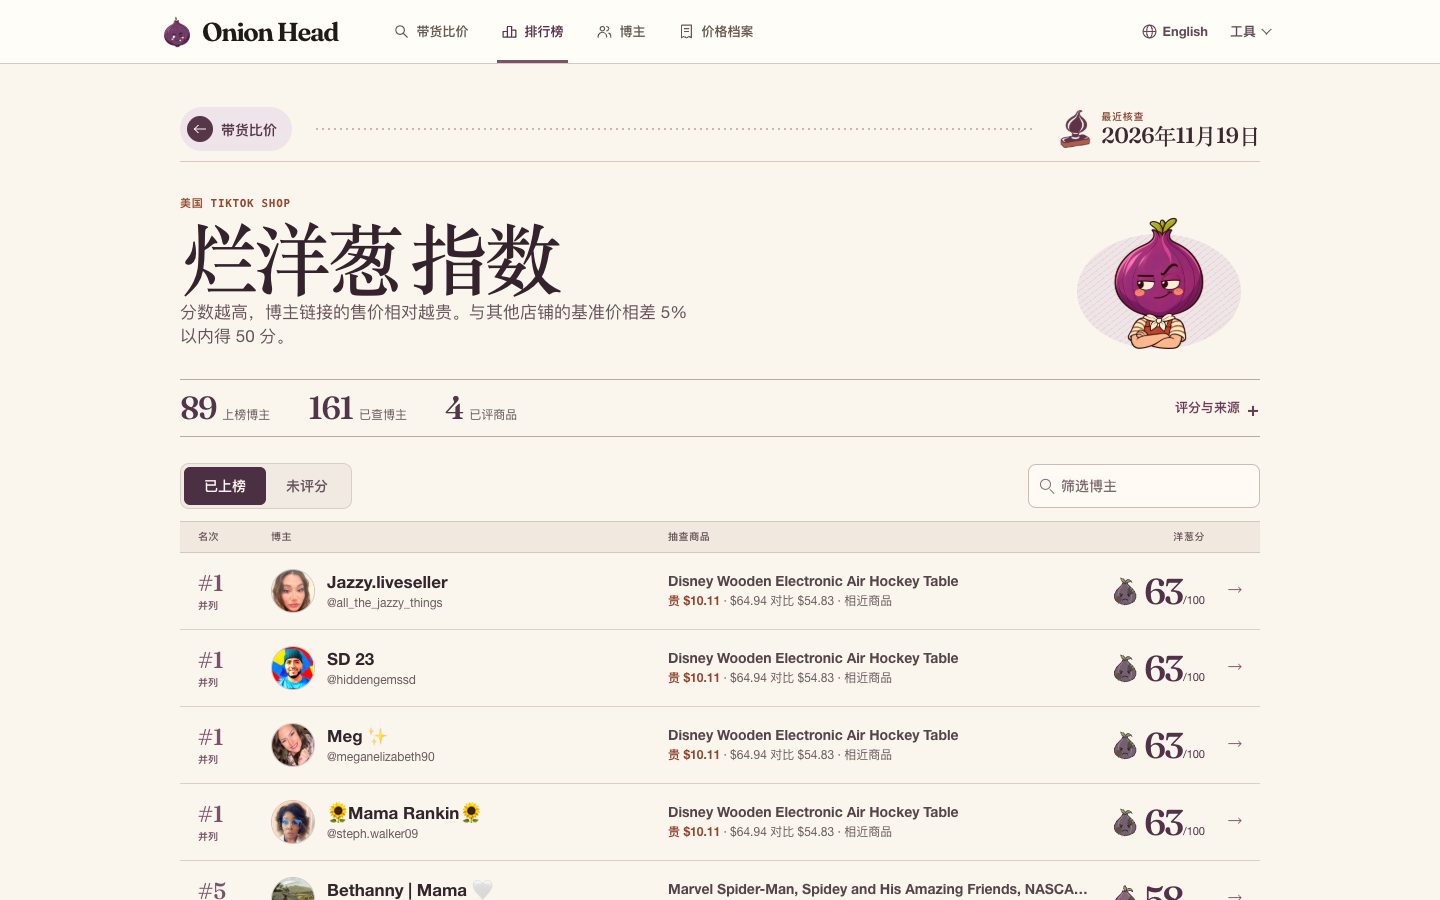 Onion Head
带货比价
排行榜
博主
价格档案
English
工具
带货比价
最近核查
2026年11月19日
美国 TIKTOK SHOP
烂洋葱指数
分数越高，博主链接的售价相对越贵。与其他店铺的基准价相差 5%
以内得 50 分。
89 上榜博主
161 已查博主
4 已评商品
评分与来源 +
已上榜
未评分
筛选博主
名次
博主
抽查商品
洋葱分
#1
并列
Jazzy.liveseller
@all_the_jazzy_things
Disney Wooden Electronic Air Hockey Table
贵 $10.11 · $64.94 对比 $54.83 · 相近商品
63/100
#1
并列
SD 23
@hiddengemssd
Disney Wooden Electronic Air Hockey Table
贵 $10.11 · $64.94 对比 $54.83 · 相近商品
63/100
#1
并列
Meg ✨
@meganelizabeth90
Disney Wooden Electronic Air Hockey Table
贵 $10.11 · $64.94 对比 $54.83 · 相近商品
63/100
#1
并列
🌻Mama Rankin🌻
@steph.walker09
Disney Wooden Electronic Air Hockey Table
贵 $10.11 · $64.94 对比 $54.83 · 相近商品
63/100
#5
Bethanny | Mama 🤍
Marvel Spider-Man, Spidey and His Amazing Friends, NASCA...
58